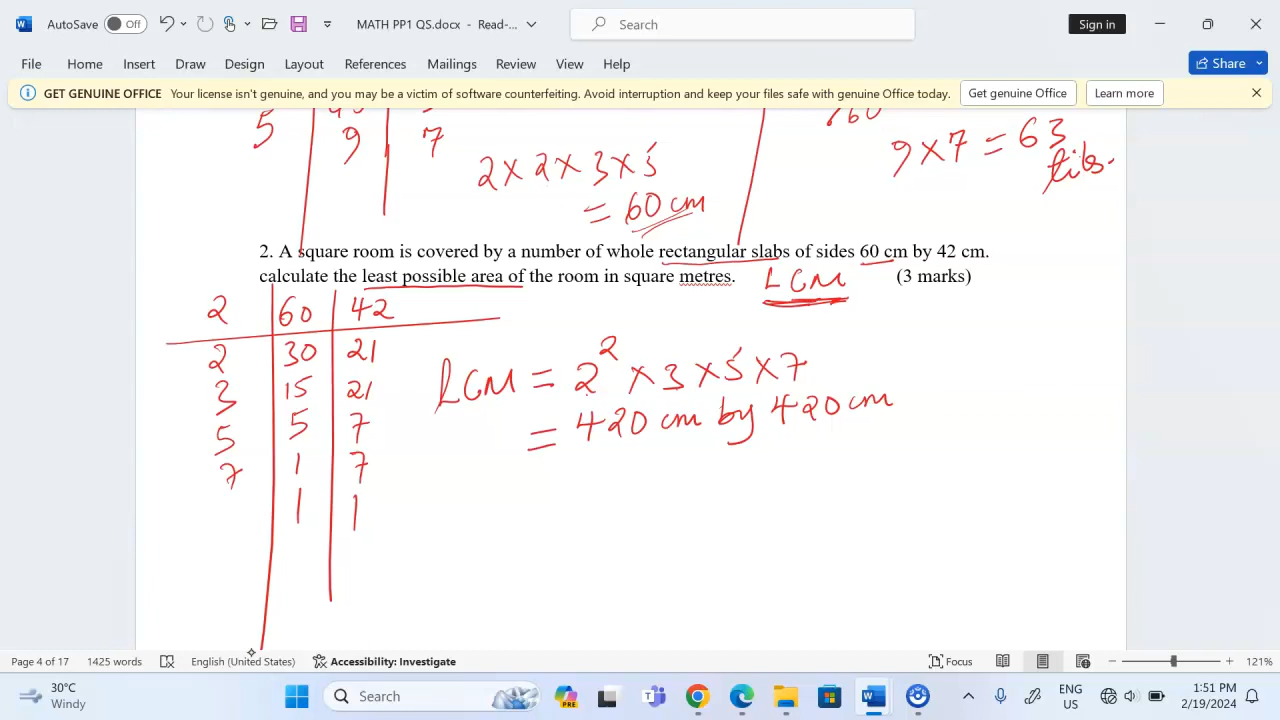 AutoSave Off MATH PP1 QS.docx - Read-... Search Sign in
File Home Insert Draw Design Layout References Mailings Review View Help Share
GET GENUINE OFFICE Your license isn't genuine, and you may be a victim of software counterfeiting. Avoid interruption and keep your files safe with genuine Office today. Get genuine Office Learn more
5 9 7
2 × 2 × 3 × 5
= 60 cm
9 × 7 = 63
2. A square room is covered by a number of whole rectangular slabs of sides 60 cm by 42 cm.
calculate the least possible area of the room in square metres. LCM (3 marks)
2 60 42
2 30 21
3 15 21
5 5 7
7 1 7
1 1
LCM = 2² × 3 × 5 × 7
= 420 cm by 420 cm
Page 4 of 17 1425 words English (United States) Accessibility: Investigate Focus 121%
30°C
Windy
Search
PRE
ENG
US
1:51 PM
2/19/2024